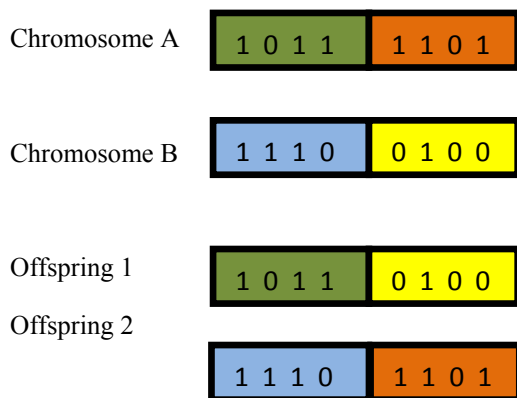 Chromosome A 1 0 1 1 1 1 0 1
Chromosome B 1 1 1 0 0 1 0 0
Offspring 1 1 0 1 1 0 1 0 0
Offspring 2
1 1 1 0 1 1 0 1